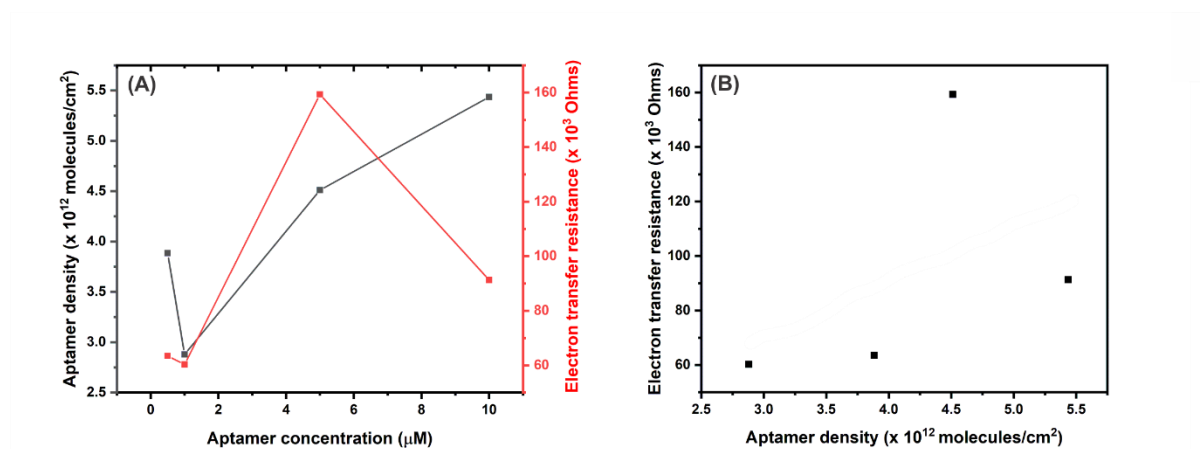 (A)
Aptamer density (x 10¹² molecules/cm²)
5.5
5.0
4.5
4.0
3.5
3.0
2.5
0 2 4 6 8 10
Aptamer concentration (μM)
160
140
120
100
80
60
Electron transfer resistance (x 10³ Ohms)
(B)
Electron transfer resistance (x 10³ Ohms)
160
140
120
100
80
60
2.5 3.0 3.5 4.0 4.5 5.0 5.5
Aptamer density (x 10¹² molecules/cm²)